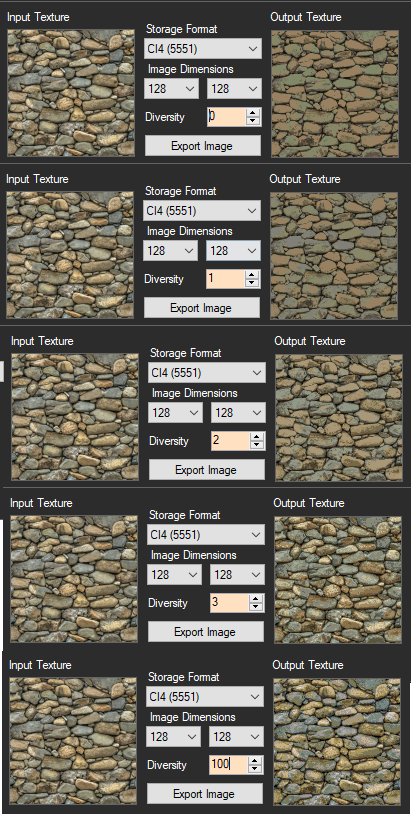 Input Texture
Storage Format
Output Texture
CI4 (5551)
Image Dimensions
128 128
Diversity 0
Export Image
Input Texture
Storage Format
Output Texture
CI4 (5551)
Image Dimensions
128 128
Diversity 1
Export Image
Input Texture
Storage Format
Output Texture
CI4 (5551)
Image Dimensions
128 128
Diversity 2
Export Image
Input Texture
Storage Format
Output Texture
CI4 (5551)
Image Dimensions
128 128
Diversity 3
Export Image
Input Texture
Storage Format
Output Texture
CI4 (5551)
Image Dimensions
128 128
Diversity 100
Export Image